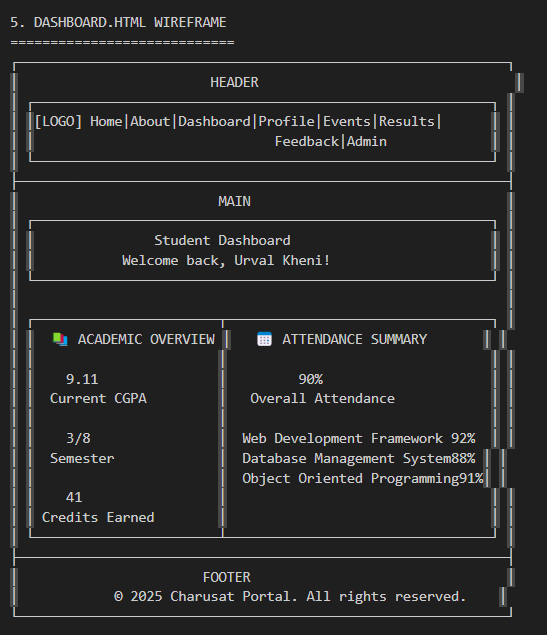 5. DASHBOARD.HTML WIREFRAME
============================
HEADER
[LOGO] Home|About|Dashboard|Profile|Events|Results|
Feedback|Admin
MAIN
Student Dashboard
Welcome back, Urval Kheni!
📚 ACADEMIC OVERVIEW 📅 ATTENDANCE SUMMARY
9.11 90%
Current CGPA Overall Attendance
3/8 Web Development Framework 92%
Semester Database Management System88%
Object Oriented Programming91%
41
Credits Earned
FOOTER
© 2025 Charusat Portal. All rights reserved.